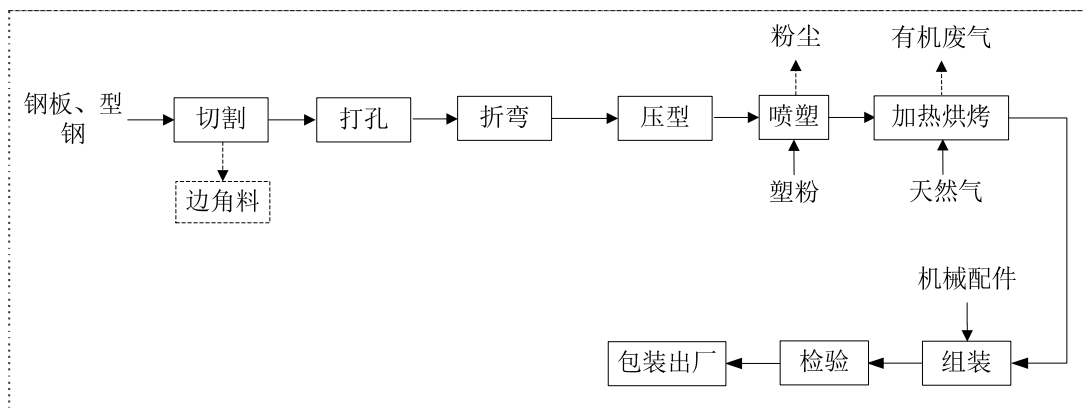 粉尘
有机废气
钢板、型
钢
切割
打孔
折弯
压型
喷塑
加热烘烤
边角料
塑粉
天然气
机械配件
包装出厂
检验
组装